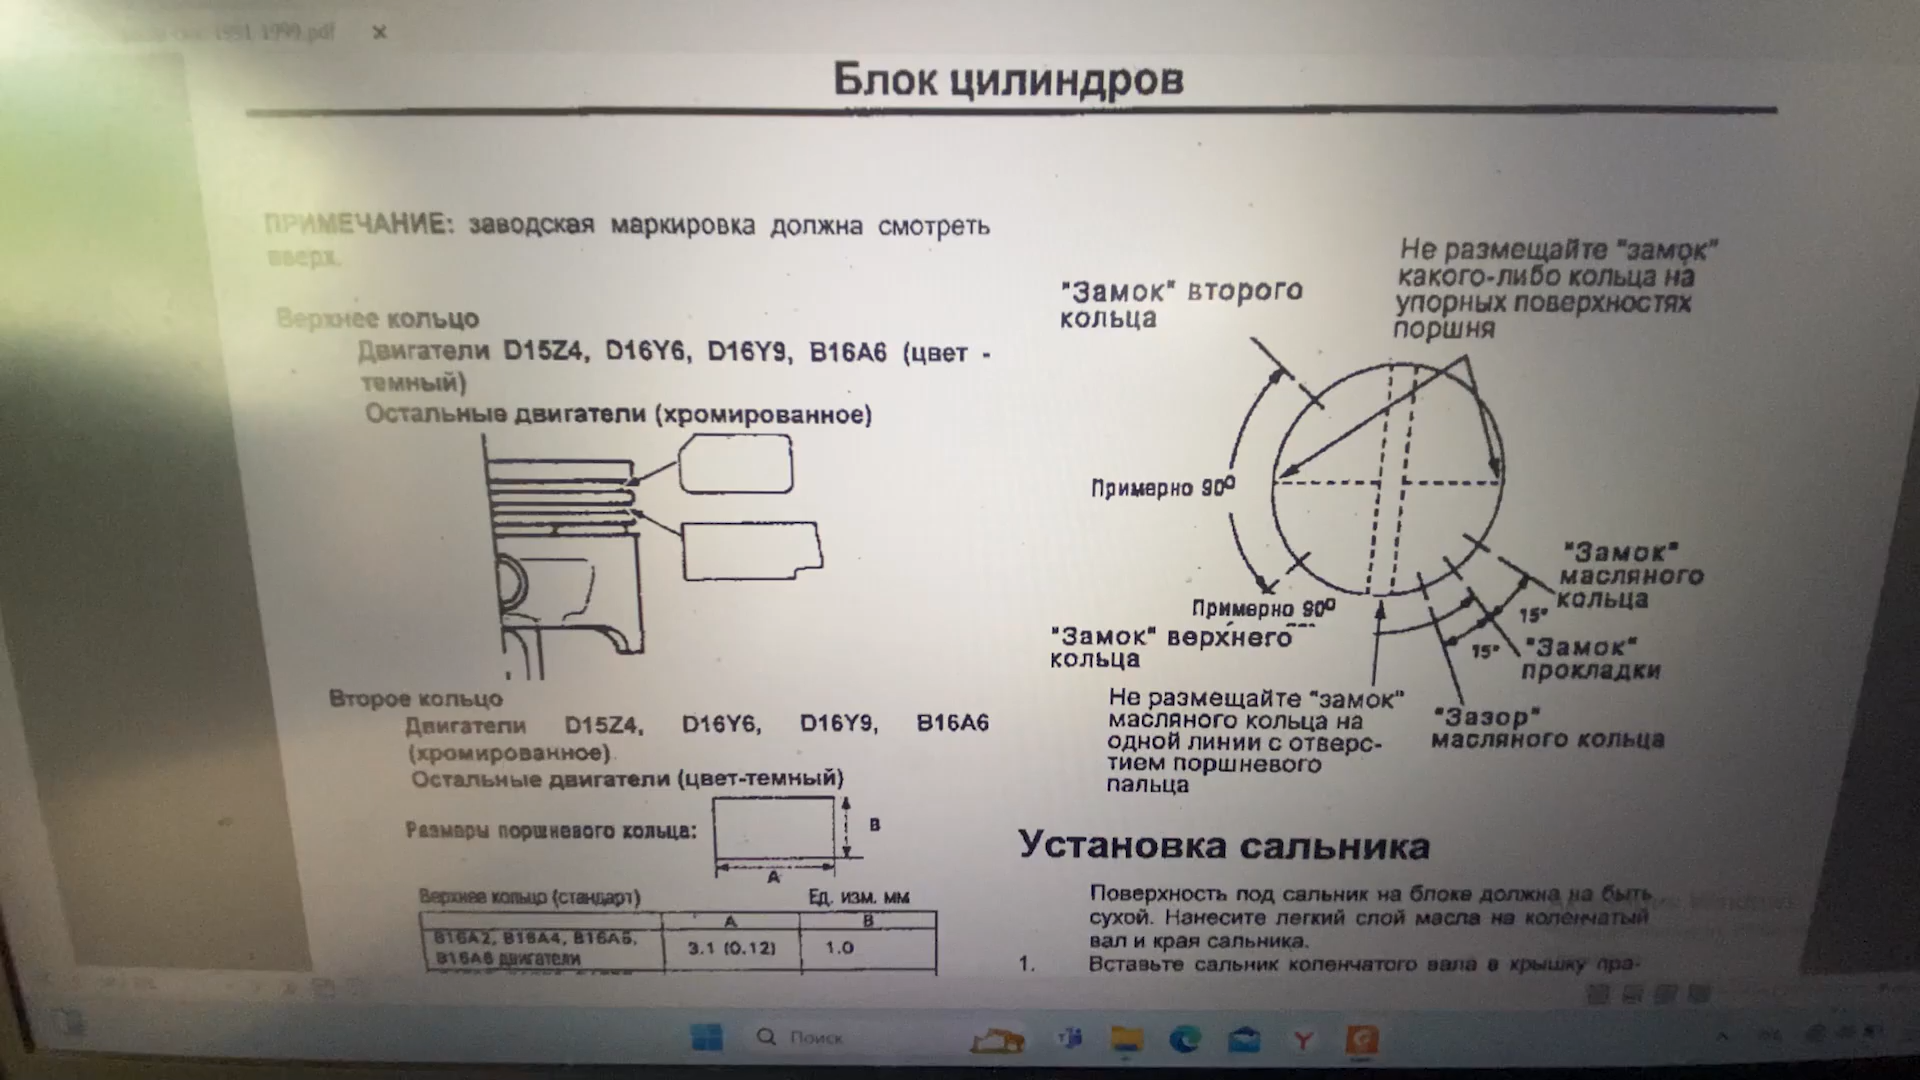 1991-1999.pdf
Блок цилиндров
ПРИМЕЧАНИЕ: заводская маркировка должна смотреть
вверх.
Верхнее кольцо
Двигатели D15Z4, D16Y6, D16Y9, B16A6 (цвет -
темный)
Остальные двигатели (хромированное)
Второе кольцо
Двигатели D15Z4, D16Y6, D16Y9, B16A6
(хромированное)
Остальные двигатели (цвет-темный)
Размеры поршневого кольца:
B
A
Верхнее кольцо (стандарт) Ед. изм. мм
A B
B16A2, B16A4, B16A5, 3.1 (0.12) 1.0
B16A6 двигатели
"Замок" второго
кольца
Не размещайте "замок"
какого-либо кольца на
упорных поверхностях
поршня
Примерно 90°
Примерно 90°
"Замок" верхнего
кольца
"Замок"
масляного
кольца
15°
15°
"Замок"
прокладки
"Зазор"
масляного кольца
Не размещайте "замок"
масляного кольца на
одной линии с отверс-
тием поршневого
пальца
Установка сальника
Поверхность под сальник на блоке должна на быть
сухой. Нанесите легкий слой масла на коленчатый
вал и края сальника.
1. Вставьте сальник коленчатого вала в крышку пра-
Поиск